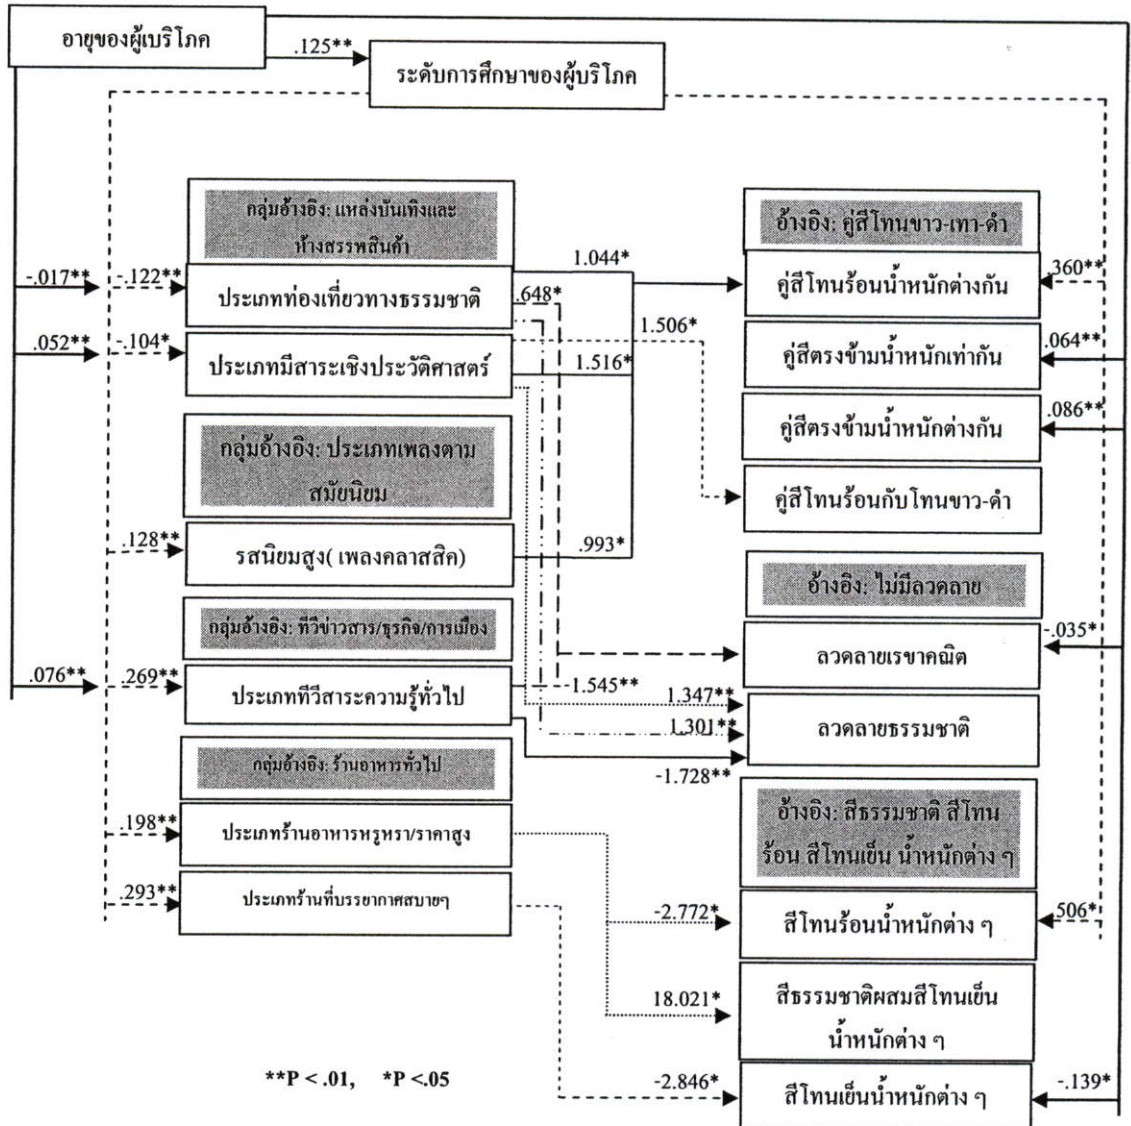 อายุของผู้เบริโภค
.125**
ระดับการศึกษาของผู้บริโภค
กลุ่มอ้างอิง: แหล่งบันเทิงและ
ห้างสรรพสินค้า
อ้างอิง: คู่สีโทนขาว-เทา-ดำ
-.017**
-.122**
ประเภทท่องเที่ยวทางธรรมชาติ
1.044*
.648*
คู่สีโทนร้อนน้ำหนักต่างกัน
.360**
1.506*
.052**
-.104*
ประเภทมีสาระเชิงประวัติศาสตร์
1.516*
คู่สีตรงข้ามน้ำหนักเท่ากัน
.064**
คู่สีตรงข้ามน้ำหนักต่างกัน
.086**
กลุ่มอ้างอิง: ประเภทเพลงตาม
สมัยนิยม
คู่สีโทนร้อนกับโทนขาว-ดำ
.128**
รสนิยมสูง( เพลงคลาสสิค)
.993*
อ้างอิง: ไม่มีลวดลาย
กลุ่มอ้างอิง: ทีวีข่าวสาร/ธุรกิจ/การเมือง
ลวดลายเรขาคณิต
-.035*
.076**
.269**
ประเภททีวีสาระความรู้ทั่วไป
1.545**
1.347**
1.301**
ลวดลายธรรมชาติ
-1.728**
กลุ่มอ้างอิง: ร้านอาหารทั่วไป
อ้างอิง: สีธรรมชาติ สีโทน
ร้อน สีโทนเย็น น้ำหนักต่าง ๆ
.198**
ประเภทร้านอาหารหรูหรา/ราคาสูง
.293**
ประเภทร้านที่บรรยากาศสบายๆ
-2.772*
สีโทนร้อนน้ำหนักต่าง ๆ
.506*
18.021*
สีธรรมชาติผสมสีโทนเย็น
น้ำหนักต่าง ๆ
**P < .01, *P <.05
-2.846*
สีโทนเย็นน้ำหนักต่าง ๆ
-.139*